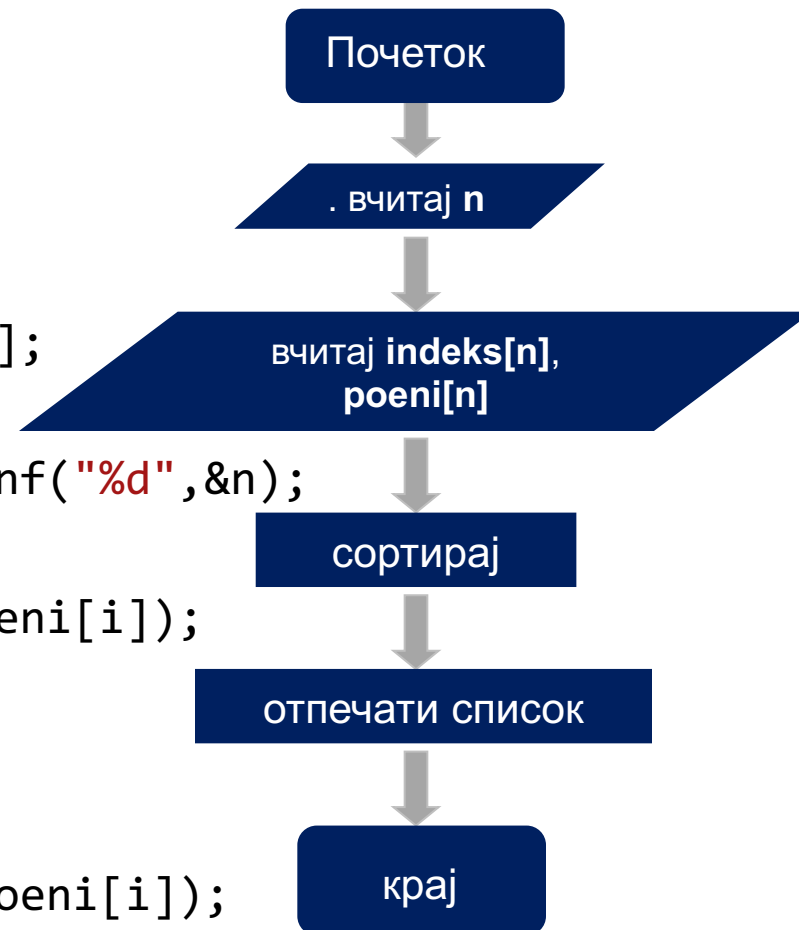 Почеток
. вчитај n
];
вчитај indeks[n],
poeni[n]
nf("%d",&n);
сортирај
eni[i]);
отпечати список
oeni[i]);
крај